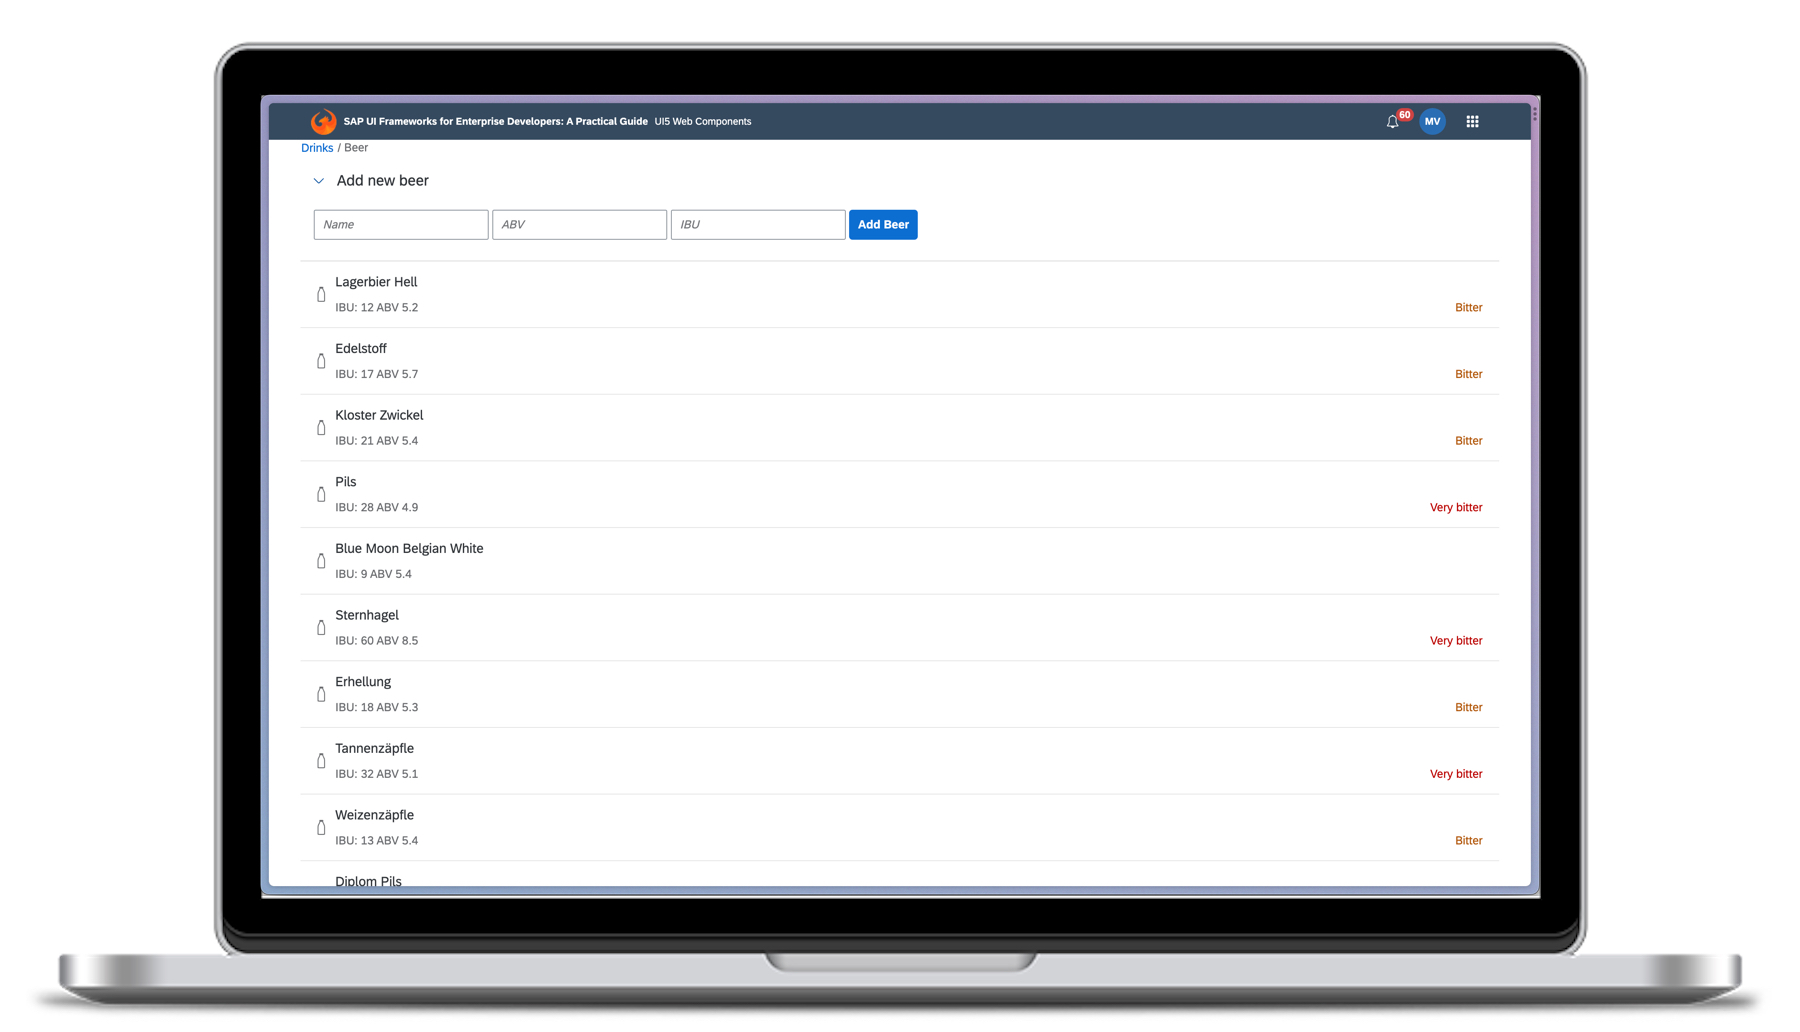 SAP UI Frameworks for Enterprise Developers: A Practical Guide UI5 Web Components 60 MV
Drinks / Beer
Add new beer
Name ABV IBU Add Beer
Lagerbier Hell
IBU: 12 ABV 5.2 Bitter
Edelstoff
IBU: 17 ABV 5.7 Bitter
Kloster Zwickel
IBU: 21 ABV 5.4 Bitter
Pils
IBU: 28 ABV 4.9 Very bitter
Blue Moon Belgian White
IBU: 9 ABV 5.4
Sternhagel
IBU: 60 ABV 8.5 Very bitter
Erhellung
IBU: 18 ABV 5.3 Bitter
Tannenzäpfle
IBU: 32 ABV 5.1 Very bitter
Weizenzäpfle
IBU: 13 ABV 5.4 Bitter
Diplom Pils